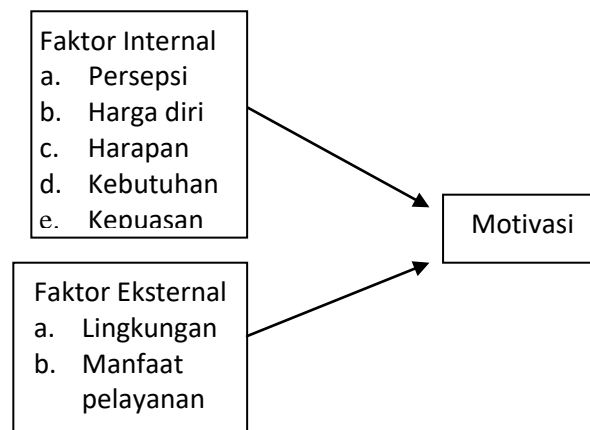 Faktor Internal
a. Persepsi
b. Harga diri
c. Harapan
d. Kebutuhan
e. Kepuasan
Faktor Eksternal
a. Lingkungan
b. Manfaat
pelayanan
Motivasi